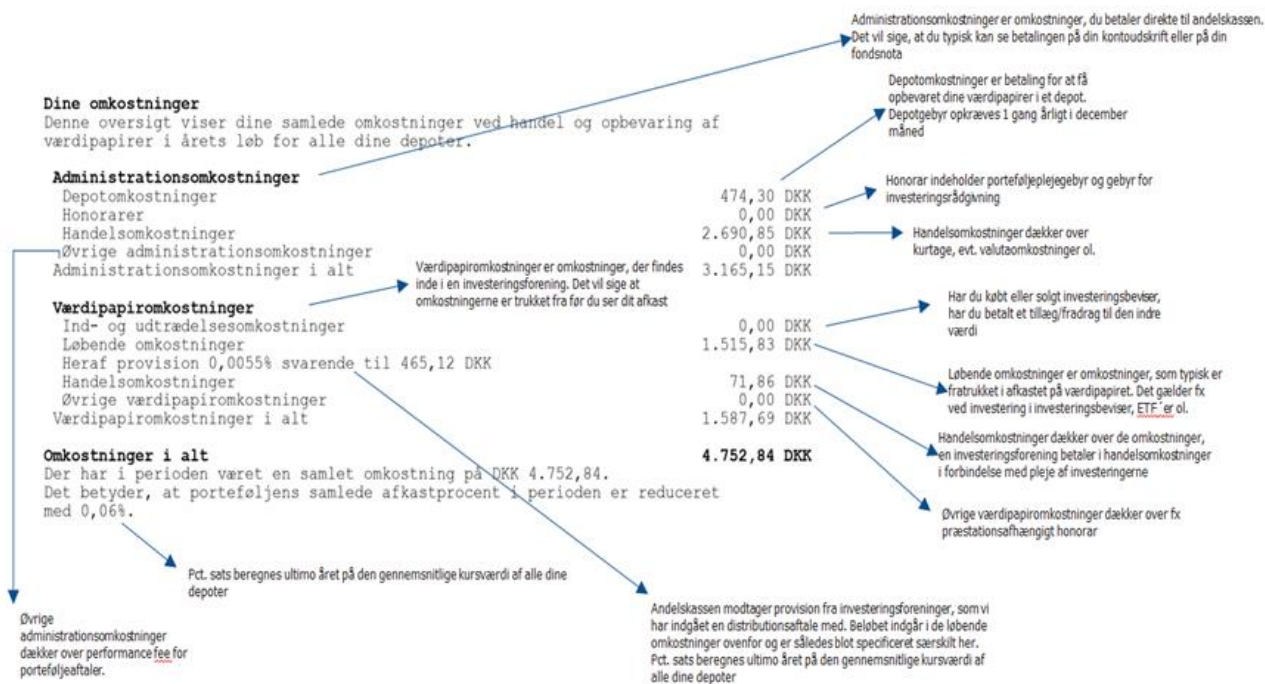 Administrationsomkostninger er omkostninger, du betaler direkte til andelskassen.
Det vil sige, at du typisk kan se betalingen på din kontoudskrift eller på din
fondsnota
Depotomkostninger er betaling for at få
opbevaret dine værdipapirer i et depot.
Depotgebyr opkræves 1 gang årligt i december
måned
Dine omkostninger
Denne oversigt viser dine samlede omkostninger ved handel og opbevaring af
værdipapirer i årets løb for alle dine depoter.
Administrationsomkostninger
Depotomkostninger 474,30 DKK
Honorarer 0,00 DKK
Handelsomkostninger 2.690,85 DKK
Øvrige administrationsomkostninger 0,00 DKK
Administrationsomkostninger i alt 3.165,15 DKK
Honorar indeholder porteføljeplejegebyr og gebyr for
investeringsrådgivning
Handelsomkostninger dækker over
kurtage, evt. valutaomkostninger ol.
Værdipapiromkostninger er omkostninger, der findes
inde i en investeringsforening. Det vil sige at
omkostningerne er trukket fra før du ser dit afkast
Værdipapiromkostninger
Ind- og udtrædelsesomkostninger 0,00 DKK
Løbende omkostninger 1.515,83 DKK
Heraf provision 0,0055% svarende til 465,12 DKK
Handelsomkostninger 71,86 DKK
Øvrige værdipapiromkostninger 0,00 DKK
Værdipapiromkostninger i alt 1.587,69 DKK
Har du købt eller solgt investeringsbeviser,
har du betalt et tillæg/fradrag til den indre
værdi
Løbende omkostninger er omkostninger, som typisk er
fratrukket i afkastet på værdipapiret. Det gælder fx
ved investering i investeringsbeviser, ETF´er ol.
Omkostninger i alt 4.752,84 DKK
Der har i perioden været en samlet omkostning på DKK 4.752,84.
Det betyder, at porteføljens samlede afkastprocent i perioden er reduceret
med 0,06%.
Handelsomkostninger dækker over de omkostninger,
en investeringsforening betaler i handelsomkostninger
i forbindelse med pleje af investeringerne
Øvrige værdipapiromkostninger dækker over fx
præstationsafhængigt honorar
Pct. sats beregnes ultimo året på den gennemsnitlige kursværdi af alle dine
depoter
Øvrige
administrationsomkostninger
dækker over performance fee for
porteføljeaftaler.
Andelskassen modtager provision fra investeringsforeninger, som vi
har indgået en distributionsaftale med. Beløbet indgår i de løbende
omkostninger ovenfor og er således blot specificeret særskilt her.
Pct. sats beregnes ultimo året på den gennemsnitlige kursværdi af
alle dine depoter